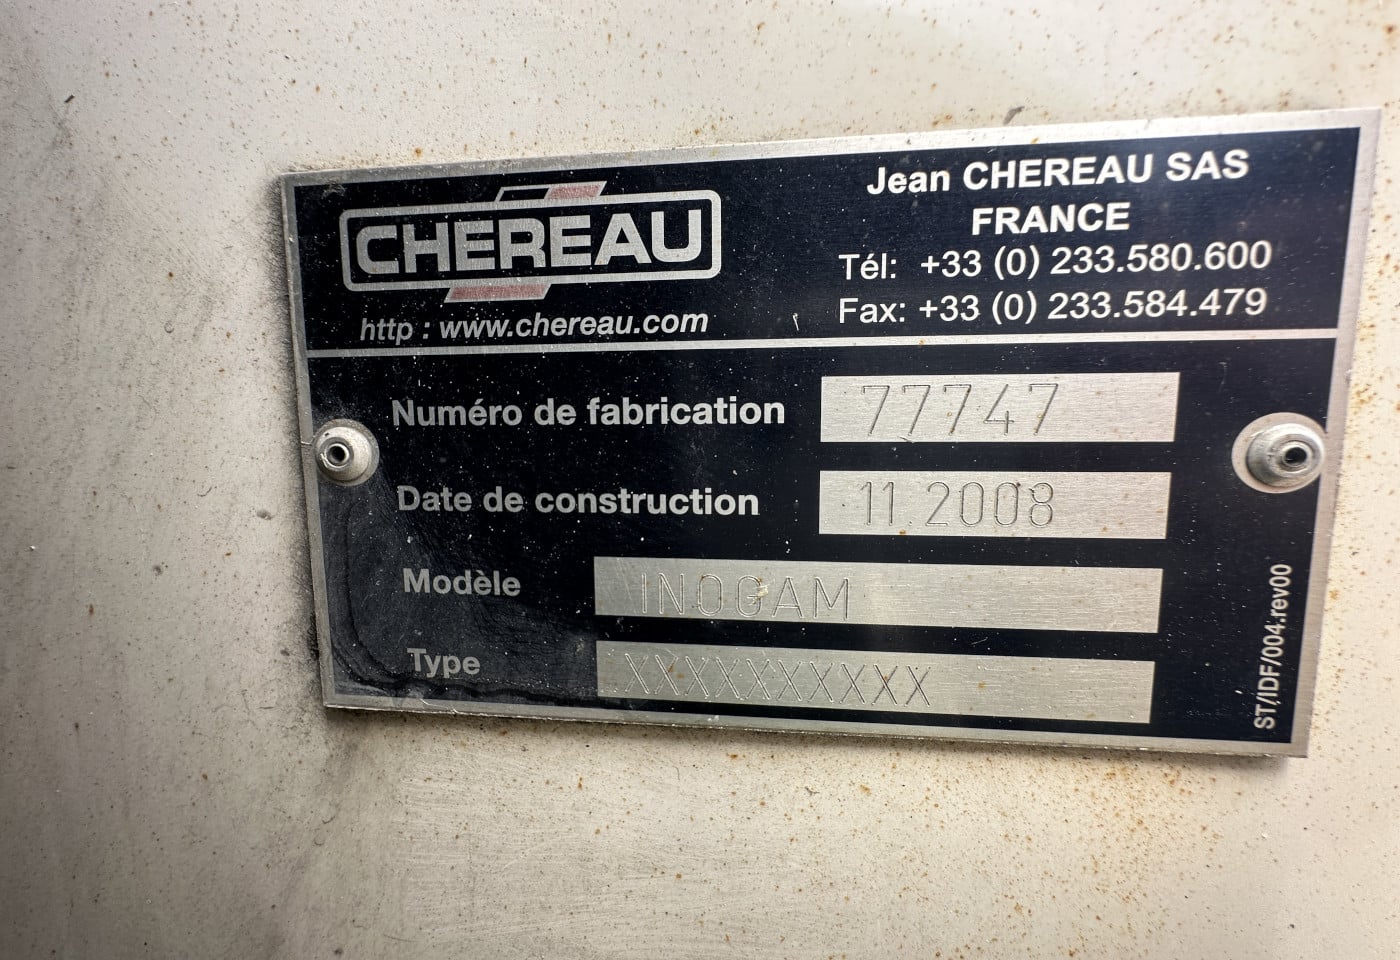 CHEREAU
http : www.chereau.com
Jean CHEREAU SAS
FRANCE
Tél: +33 (0) 233.580.600
Fax: +33 (0) 233.584.479
Numéro de fabrication 77747
Date de construction 11.2008
Modèle INOGAM
Type XXXXXXXXXX
ST/IDF/004.rev00